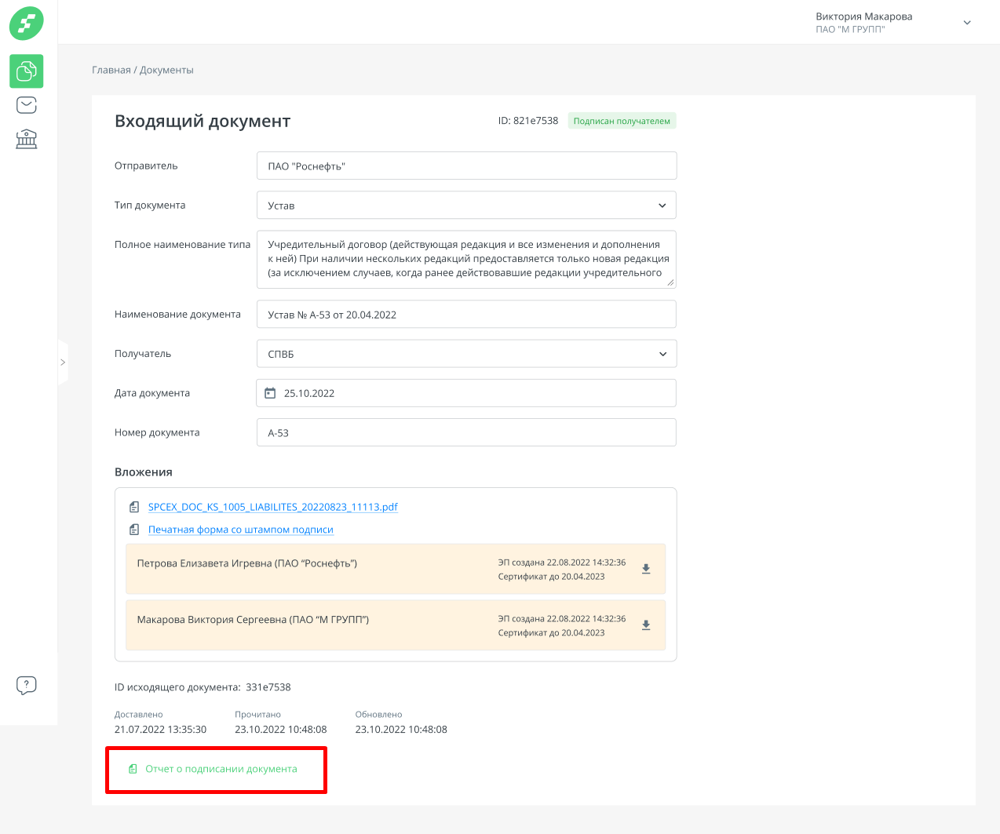 Виктория Макарова
ПАО "М ГРУПП"
Главная / Документы
Входящий документ
ID: 821e7538
Подписан получателем
Отправитель
ПАО "Роснефть"
Тип документа
Устав
Полное наименование типа
Учредительный договор (действующая редакция и все изменения и дополнения
к ней) При наличии нескольких редакций предоставляется только новая редакция
(за исключением случаев, когда ранее действовавшие редакции учредительного
Наименование документа
Устав № А-53 от 20.04.2022
Получатель
СПВБ
Дата документа
25.10.2022
Номер документа
А-53
Вложения
SPCEX_DOC_KS_1005_LIABILITES_20220823_11113.pdf
Печатная форма со штампом подписи
Петрова Елизавета Игревна (ПАО “Роснефть”)
ЭП создана 22.08.2022 14:32:36
Сертификат до 20.04.2023
Макарова Виктория Сергеевна (ПАО “М ГРУПП”)
ЭП создана 22.08.2022 14:32:36
Сертификат до 20.04.2023
ID исходящего документа: 331e7538
Доставлено
21.07.2022 13:35:30
Прочитано
23.10.2022 10:48:08
Обновлено
23.10.2022 10:48:08
Отчет о подписании документа